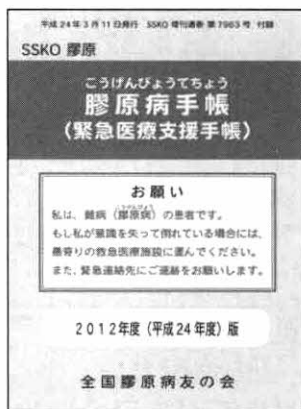 平成24年3月11日発行 SSKO 増刊通巻 第7963号 付録
SSKO 膠原
こうげんびょうてちょう
膠原病手帳
(緊急医療支援手帳)
お願い
こうげんびょう
私は、難病(膠原病)の患者です。
もし私が意識を失って倒れている場合には、
最寄りの救急医療施設に運んでください。
また、緊急連絡先にご連絡をお願いします。
2012年度(平成24年度)版
全国膠原病友の会